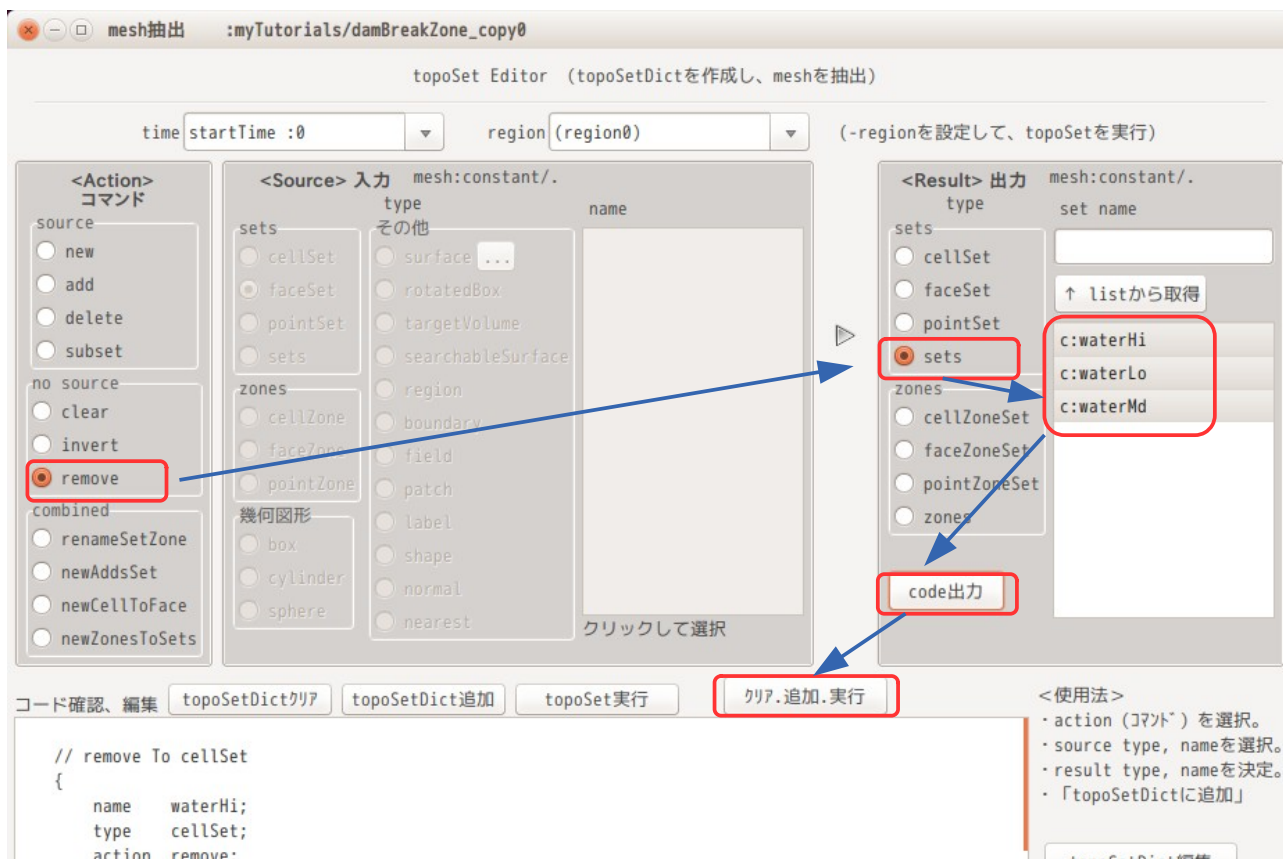 mesh抽出 :myTutorials/damBreakZone_copy0
topoSet Editor （topoSetDictを作成し、meshを抽出）
time startTime :0 region (region0) (-regionを設定して、topoSetを実行)
<Action>
コマンド
source
new
add
delete
subset
no source
clear
invert
remove
combined
renameSetZone
newAddsSet
newCellToFace
newZonesToSets
<Source> 入力 mesh:constant/.
type
name
sets
cellSet
faceSet
pointSet
sets
zones
cellZone
faceZone
pointZone
幾何図形
box
cylinder
sphere
その他
surface ...
rotatedBox
targetVolume
searchableSurface
region
boundary
field
patch
label
shape
normal
nearest
クリックして選択
<Result> 出力 mesh:constant/.
type
set name
sets
cellSet
faceSet
pointSet
sets
zones
cellZoneSet
faceZoneSet
pointZoneSet
zones
code出力
↑ listから取得
c:waterHi
c:waterLo
c:waterMd
コード確認、編集 topoSetDictｸﾘｱ topoSetDict追加 topoSet実行 ｸﾘｱ.追加.実行
// remove To cellSet
{
name waterHi;
type cellSet;
action remove;
＜使用法＞
・action (ｺﾏﾝﾄﾞ) を選択。
・source type, nameを選択。
・result type, nameを決定。
・「topoSetDictに追加」
topoSetDict編集